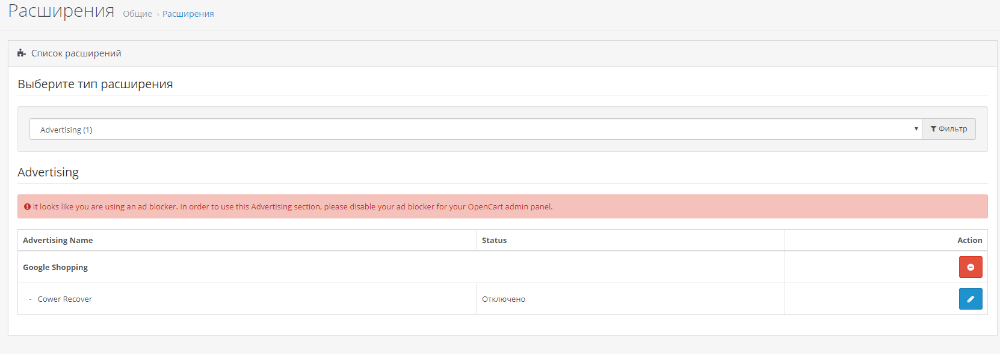 Расширения Общие › Расширения
Список расширений
Выберите тип расширения
Advertising (1)
Фильтр
Advertising
It looks like you are using an ad blocker. In order to use this Advertising section, please disable your ad blocker for your OpenCart admin panel.
Advertising Name Status Action
Google Shopping
- Cower Recover Отключено